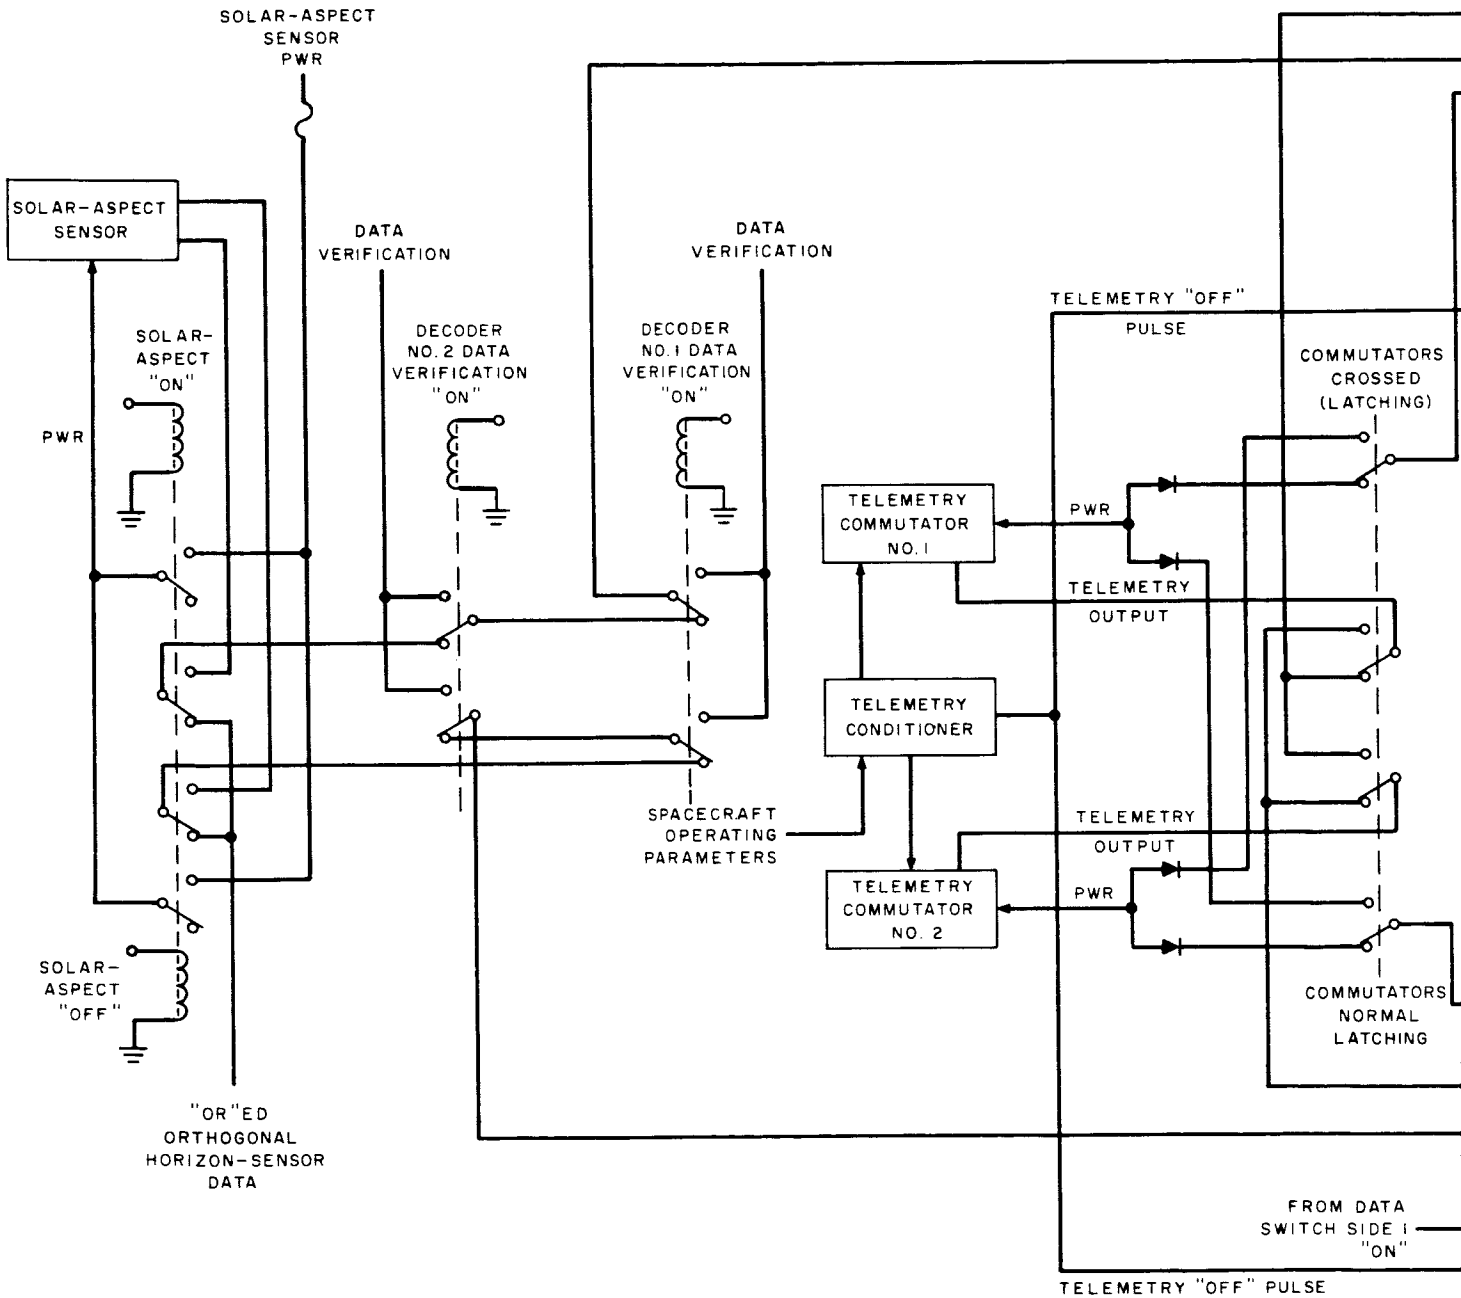 SOLAR-ASPECT
SENSOR
PWR
SOLAR-ASPECT
SENSOR
DATA
VERIFICATION
DATA
VERIFICATION
TELEMETRY "OFF"
PULSE
SOLAR-
ASPECT
"ON"
DECODER
NO. 2 DATA
VERIFICATION
"ON"
DECODER
NO. 1 DATA
VERIFICATION
"ON"
COMMUTATORS
CROSSED
(LATCHING)
PWR
TELEMETRY
COMMUTATOR
NO. 1
PWR
TELEMETRY
OUTPUT
TELEMETRY
CONDITIONER
SPACECRAFT
OPERATING
PARAMETERS
TELEMETRY
OUTPUT
TELEMETRY
COMMUTATOR
NO. 2
PWR
SOLAR-
ASPECT
"OFF"
COMMUTATORS
NORMAL
LATCHING
"OR"ED
ORTHOGONAL
HORIZON-SENSOR
DATA
FROM DATA
SWITCH SIDE 1
"ON"
TELEMETRY "OFF" PULSE